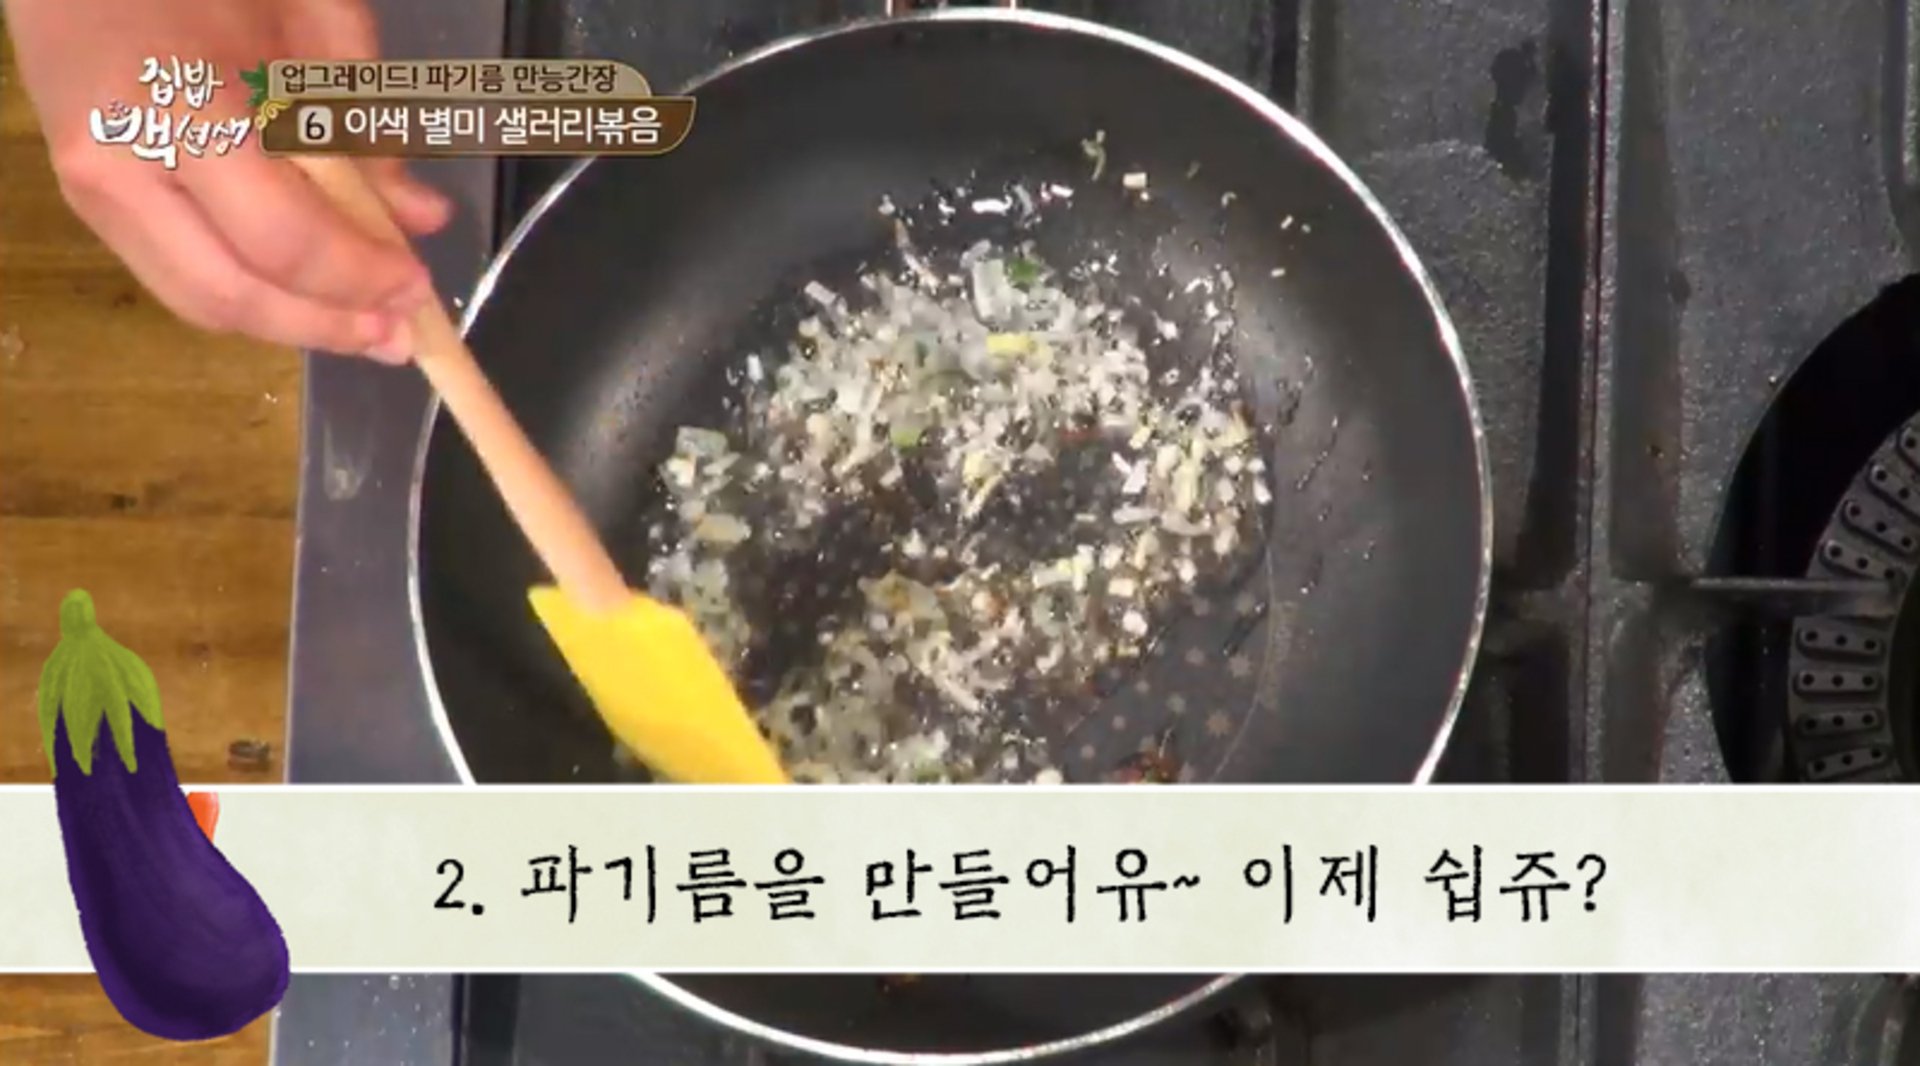 집밥
백선생
업그레이드! 파기름 만능간장
6 이색 별미 샐러리볶음
2. 파기름을 만들어유~ 이제 쉽쥬?